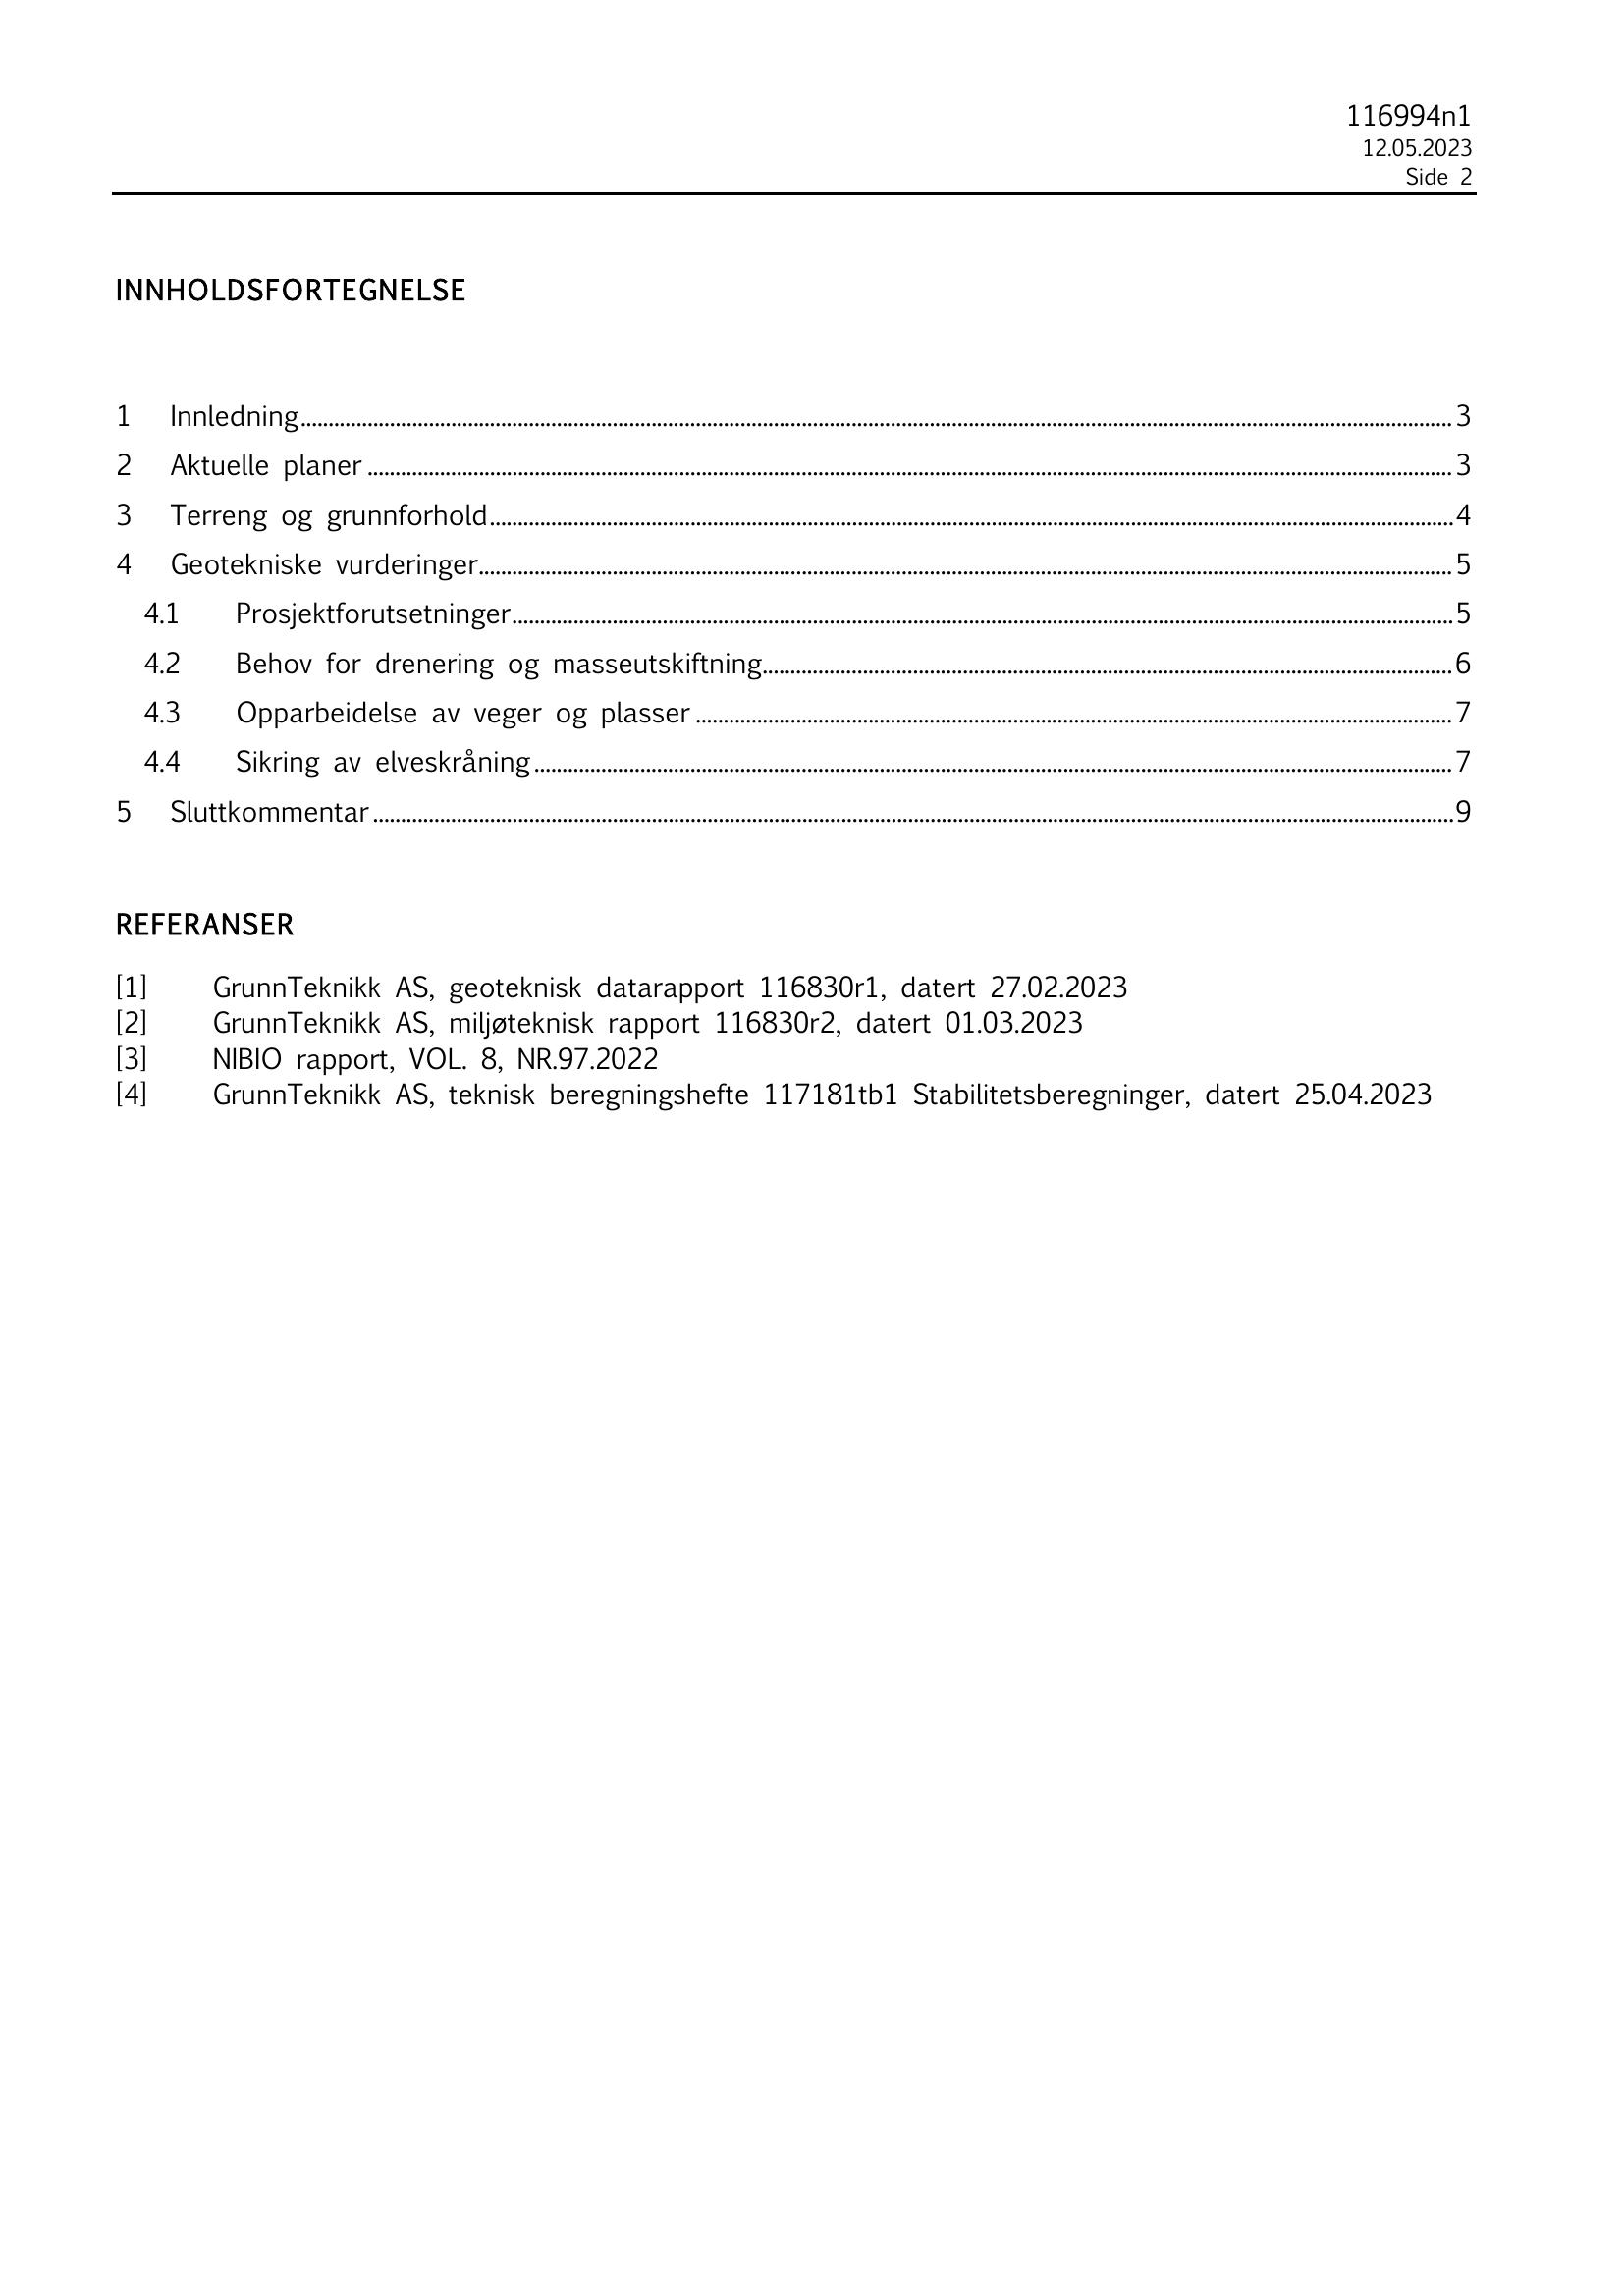 116994n1
12.05.2023
Side 2
INNHOLDSFORTEGNELSE
1 Innledning 3
2 Aktuelle planer 3
3 Terreng og grunnforhold 4
4 Geotekniske vurderinger 5
4.1 Prosjektforutsetninger 5
4.2 Behov for drenering og masseutskiftning 6
4.3 Opparbeidelse av veger og plasser 7
4.4 Sikring av elveskråning 7
5 Sluttkommentar 9
REFERANSER
[1] GrunnTeknikk AS, geoteknisk datarapport 116830r1, datert 27.02.2023
[2] GrunnTeknikk AS, miljøteknisk rapport 116830r2, datert 01.03.2023
[3] NIBIO rapport, VOL. 8, NR.97.2022
[4] GrunnTeknikk AS, teknisk beregningshefte 117181tb1 Stabilitetsberegninger, datert 25.04.2023